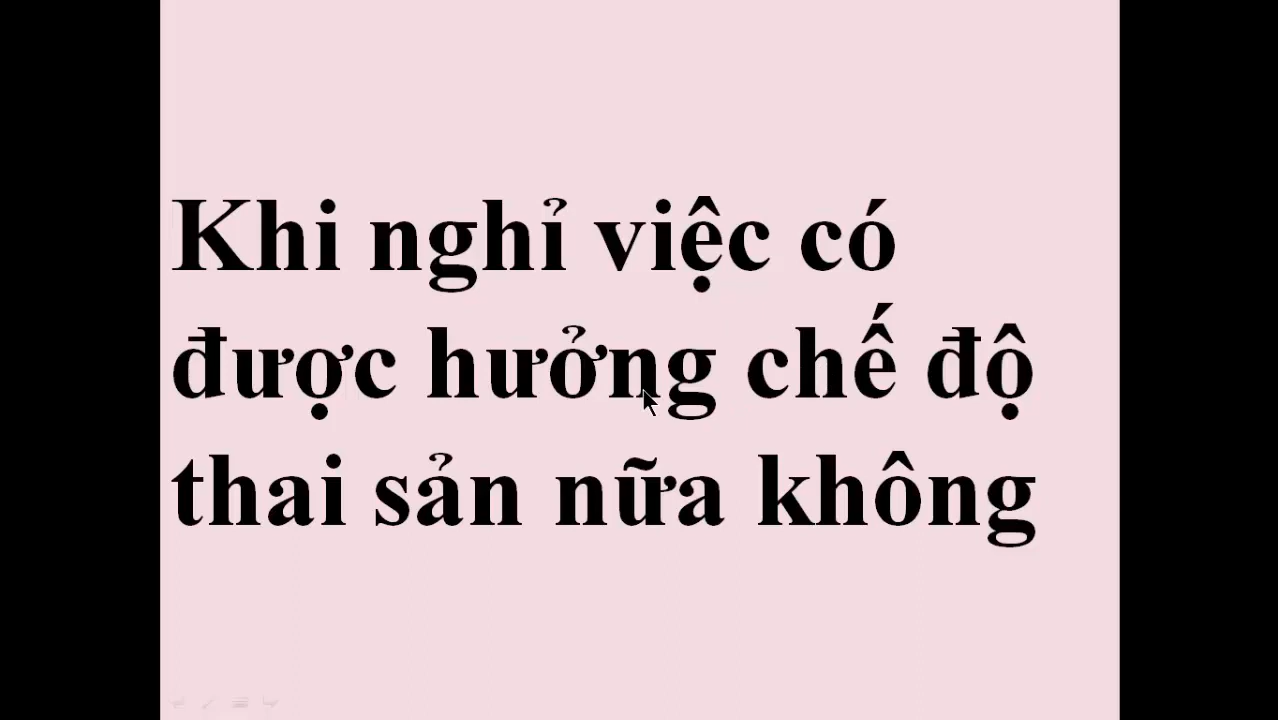 Khi nghỉ việc có
được hưởng chế độ
thai sản nữa không